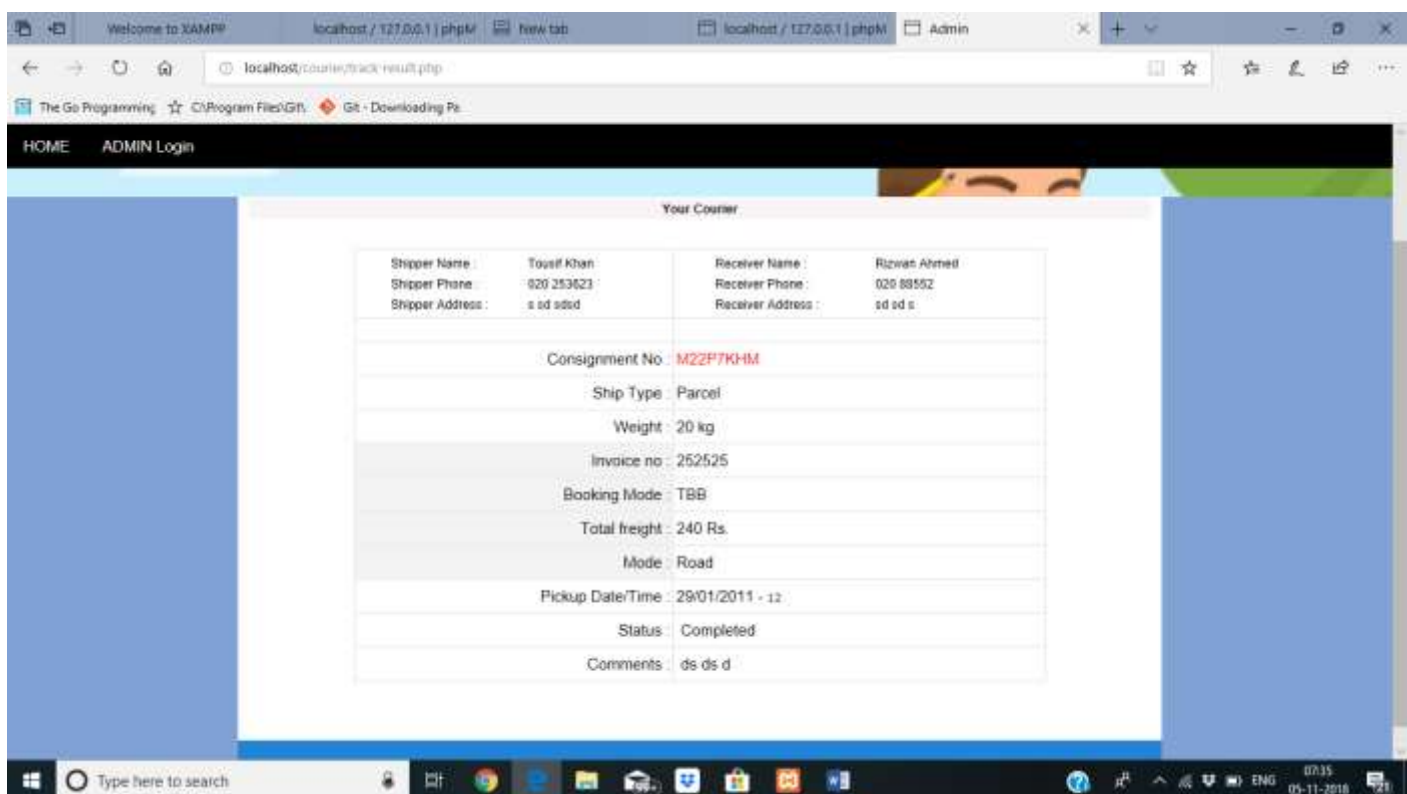 Welcome to XAMPP
localhost / 127.0.0.1 | phpM
New tab
localhost / 127.0.0.1 | phpM
Admin
localhost/courier/track-result.php
The Go Programming
C:\Program Files\Git\
Git - Downloading Pa
HOME ADMIN Login
Your Courier
Shipper Name : Tousif Khan Receiver Name : Rizwan Ahmed
Shipper Phone : 020 253623 Receiver Phone : 020 88552
Shipper Address : s sd sdsd Receiver Address : sd sd s
Consignment No : M22P7KHM
Ship Type : Parcel
Weight : 20 kg
Invoice no : 252525
Booking Mode : TBB
Total freight : 240 Rs.
Mode : Road
Pickup Date/Time : 29/01/2011 - 12
Status : Completed
Comments : ds ds d
Type here to search
ENG
07:35
05-11-2018